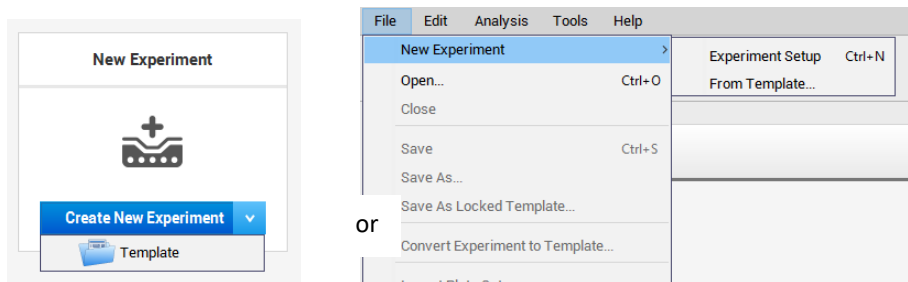 New Experiment
Create New Experiment
Template
or
File Edit Analysis Tools Help
New Experiment >
Experiment Setup Ctrl+N
From Template...
Open... Ctrl+O
Close
Save Ctrl+S
Save As...
Save As Locked Template...
Convert Experiment to Template...